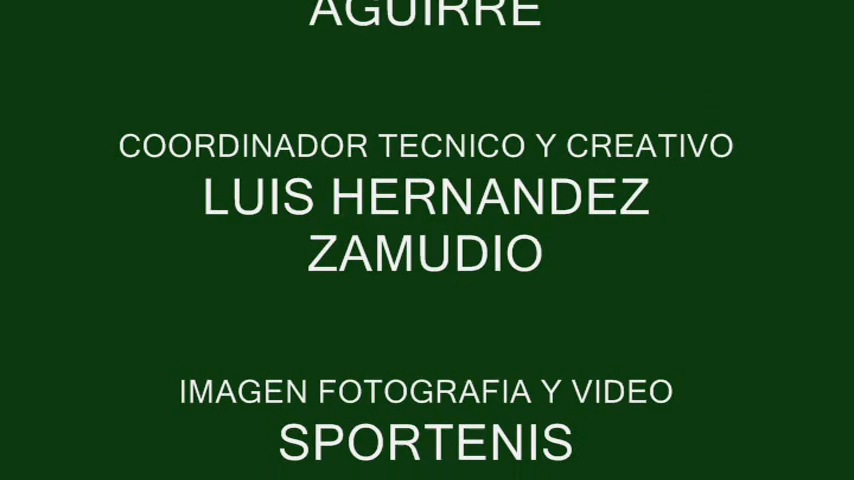 AGUIRRE
COORDINADOR TECNICO Y CREATIVO
LUIS HERNANDEZ
ZAMUDIO
IMAGEN FOTOGRAFIA Y VIDEO
SPORTENIS